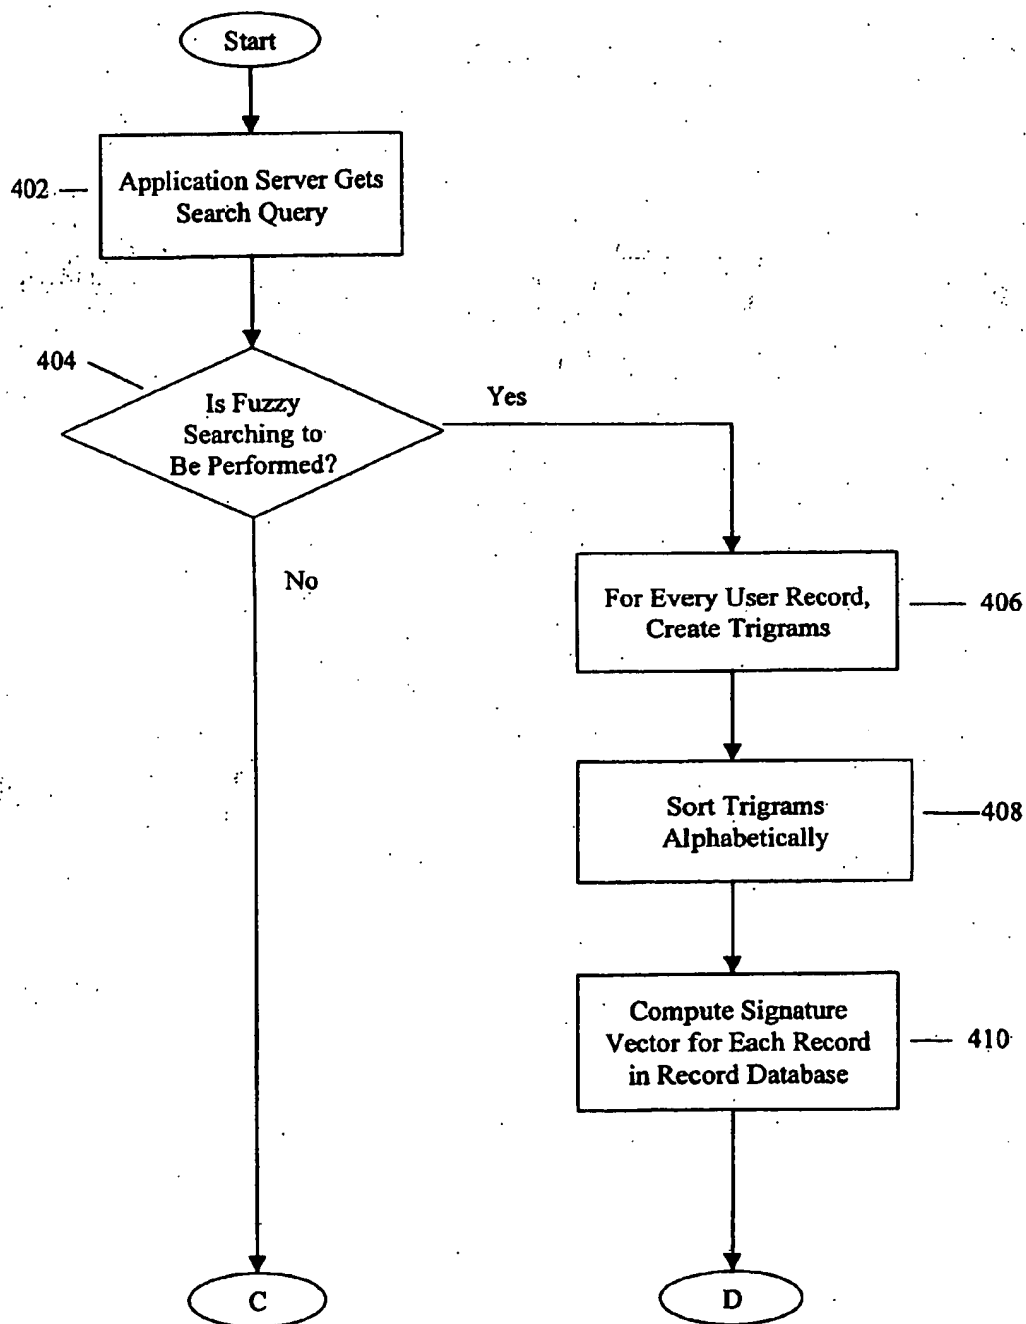 Start
402
Application Server Gets
Search Query
404
Is Fuzzy
Searching to
Be Performed?
Yes
No
For Every User Record,
Create Trigrams
406
Sort Trigrams
Alphabetically
408
Compute Signature
Vector for Each Record
in Record Database
410
C
D